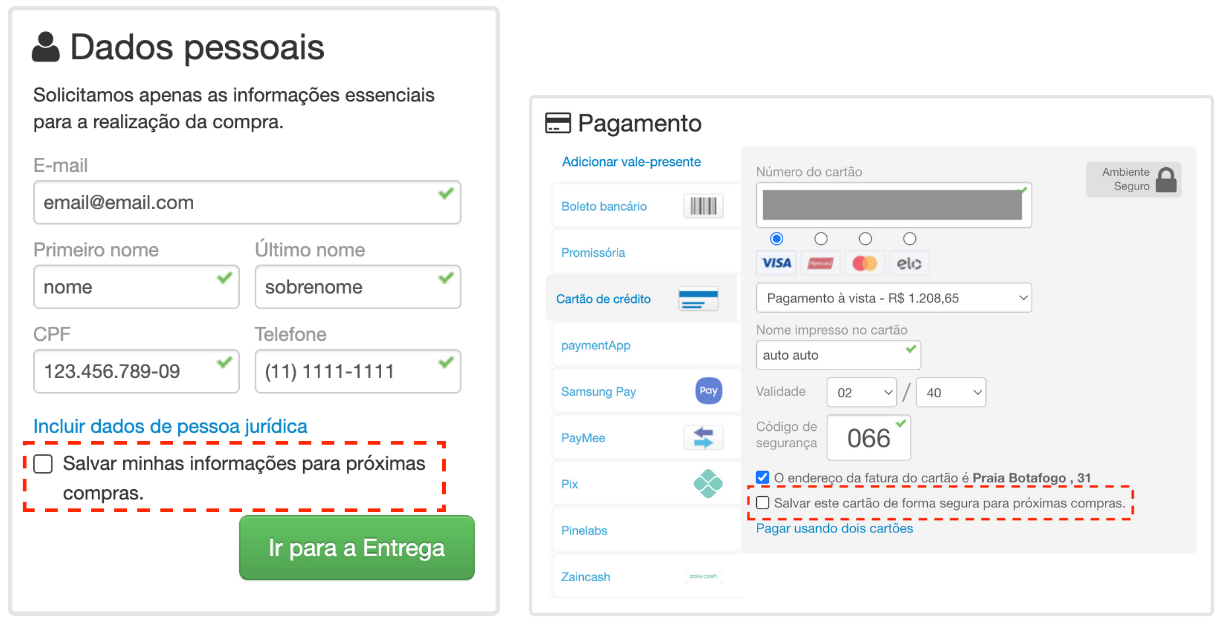 Dados pessoais
Solicitamos apenas as informações essenciais
para a realização da compra.
E-mail
email@email.com
Primeiro nome
Último nome
nome
sobrenome
CPF
Telefone
123.456.789-09
(11) 1111-1111
Incluir dados de pessoa jurídica
Salvar minhas informações para próximas
compras.
Ir para a Entrega
Pagamento
Adicionar vale-presente
Boleto bancário
Promissória
Cartão de crédito
paymentApp
Samsung Pay
Pay
PayMee
Pix
Pinelabs
Zaincash
zain cash
Número do cartão
Ambiente
Seguro
VISA
Hipercard
elo
Pagamento à vista - R$ 1.208,65
Nome impresso no cartão
auto auto
Validade
02
/
40
Código de
segurança
066
O endereço da fatura do cartão é Praia Botafogo , 31
Salvar este cartão de forma segura para próximas compras.
Pagar usando dois cartões